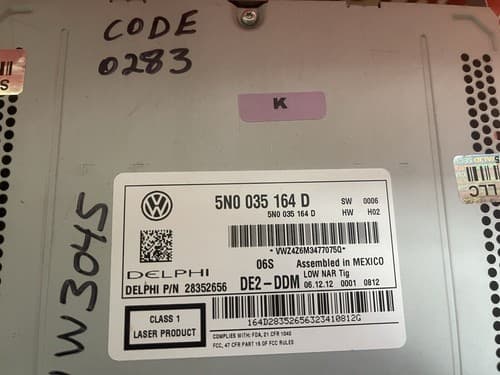 CODE
0283
K
S
LLC
W3045
5N0 035 164 D
SW 0006
5N0 035 164 D
HW H02
*VWZ4Z6M3477075Q*
06S Assembled in MEXICO
DELPHI
LOW NAR Tig
DELPHI P/N 28352656
DE2-DDM
06.12.12 0001 0812
CLASS 1
LASER PRODUCT
164D28352656323410812G
COMPLIES WITH: FDA, 21 CFR 1040
FCC, 47 CFR PART 15 OF FCC RULES